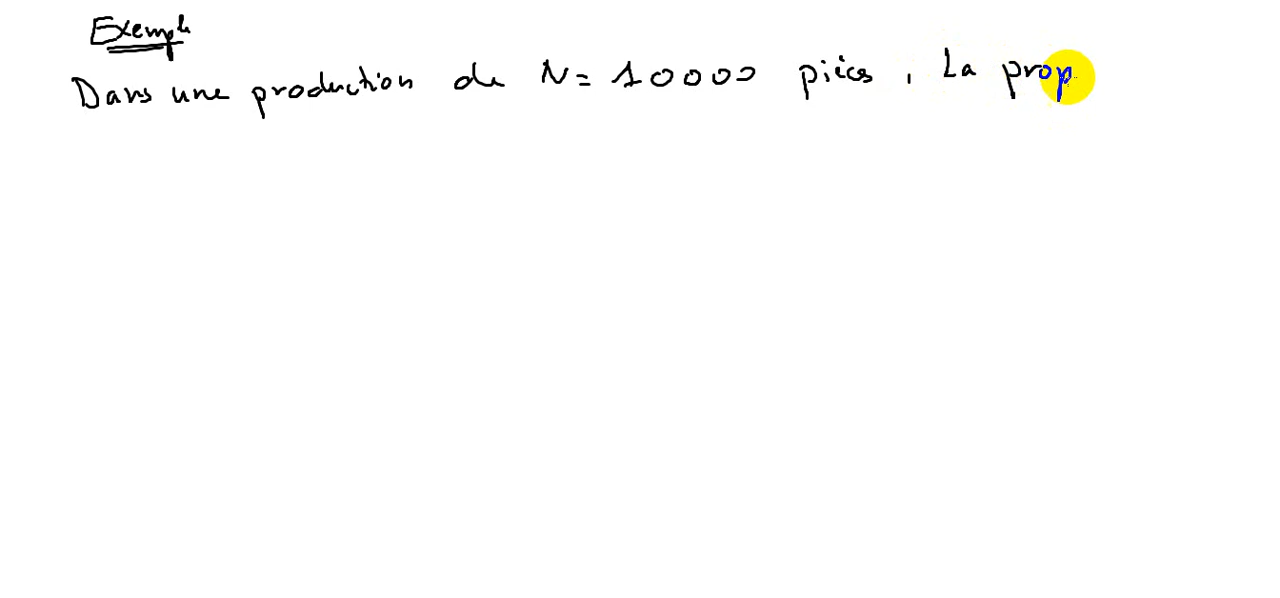 Exemple
Dans une production de N = 10000 pièces, La prop